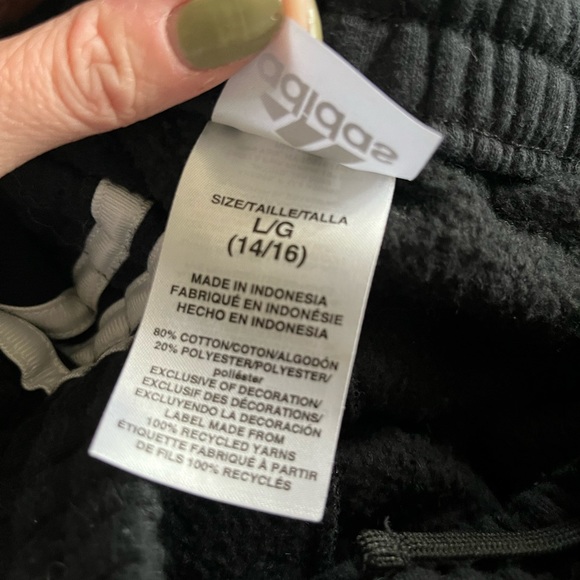 adidas
SIZE/TAILLE/TALLA
L/G
(14/16)
MADE IN INDONESIA
FABRIQUÉ EN INDONÉSIE
HECHO EN INDONESIA
80% COTTON/COTON/ALGODÓN
20% POLYESTER/POLYESTER/
poliéster
EXCLUSIVE OF DECORATION/
EXCLUSIF DES DÉCORATIONS/
EXCLUYENDO LA DECORACIÓN
LABEL MADE FROM
100% RECYCLED YARNS
ETIQUETTE FABRIQUÉ À PARTIR
DE FILS 100% RECYCLÉS